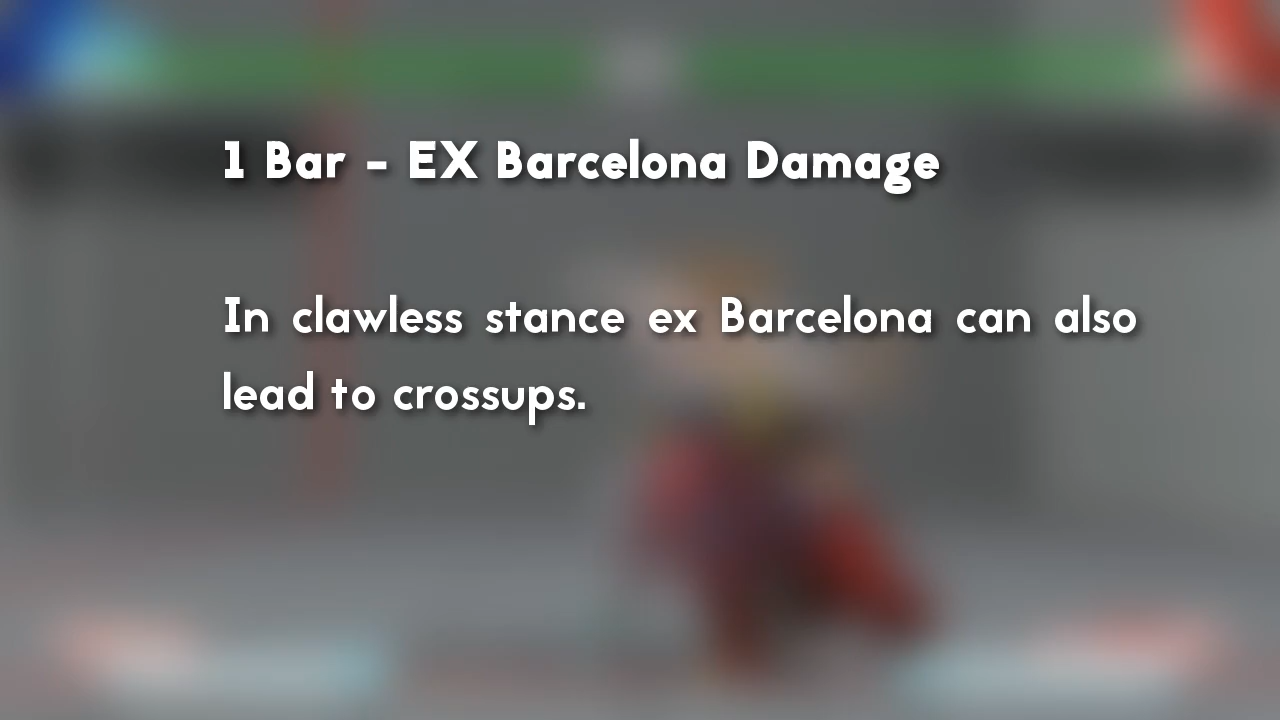 1 Bar - EX Barcelona Damage
In clawless stance ex Barcelona can also
lead to crossups.